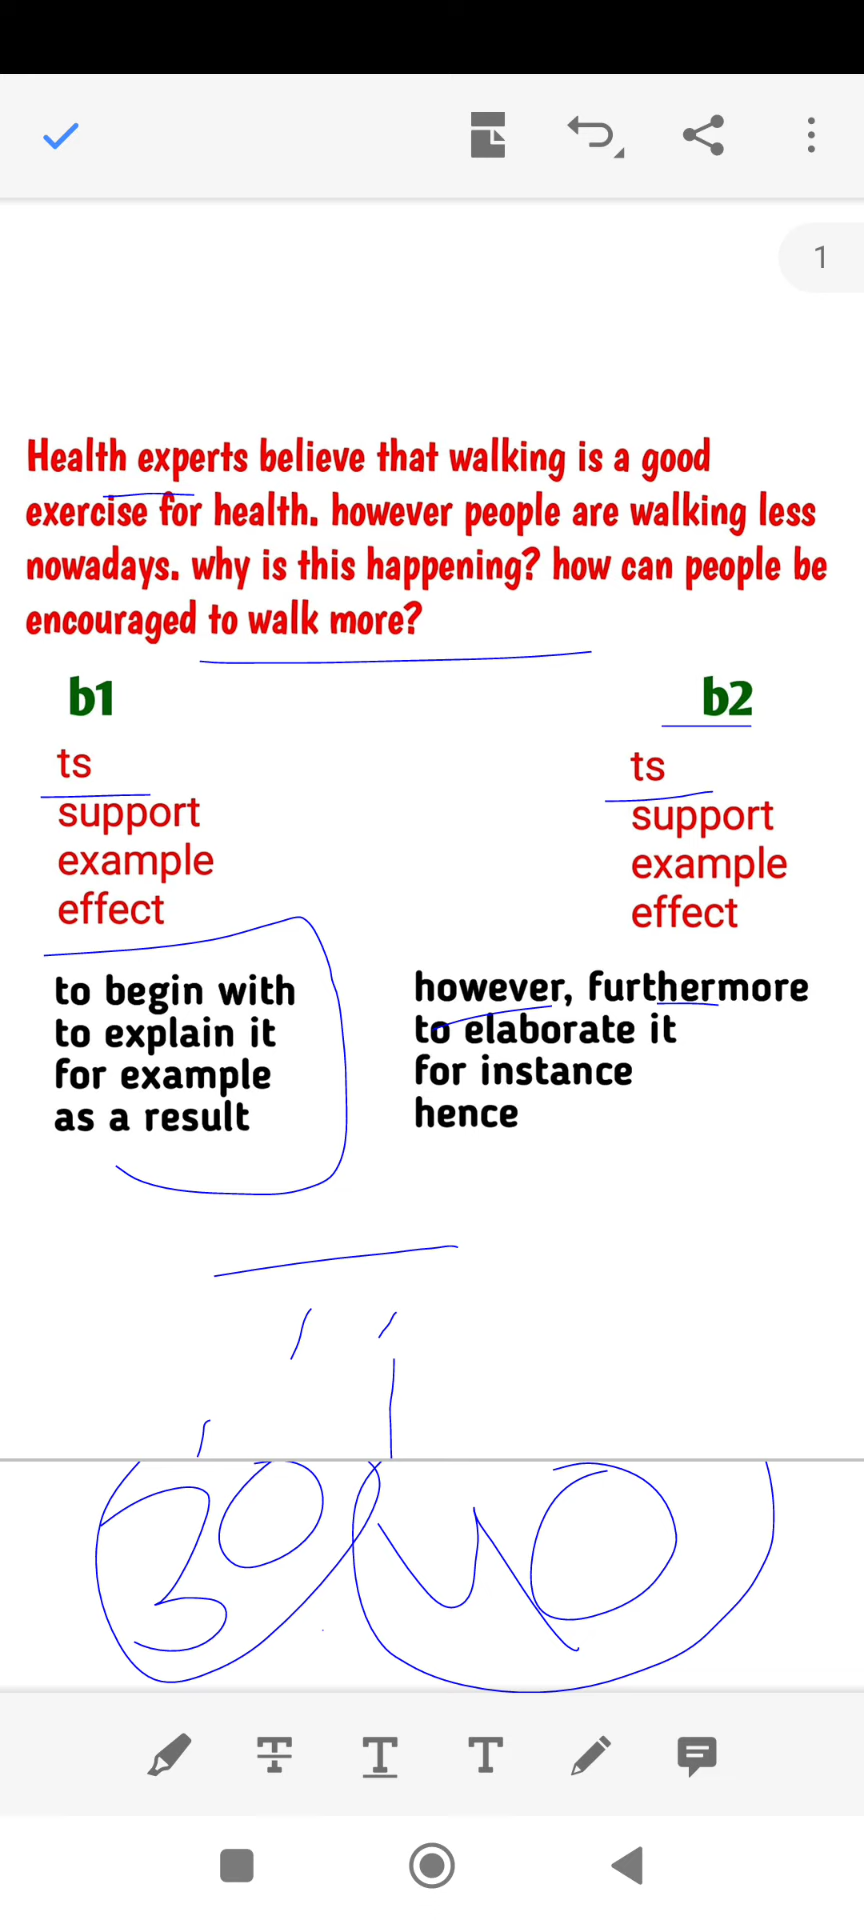 1
Health experts believe that walking is a good
exercise for health. however people are walking less
nowadays. why is this happening? how can people be
encouraged to walk more?
b1
ts
support
example
effect
b2
ts
support
example
effect
to begin with
to explain it
for example
as a result
however, furthermore
to elaborate it
for instance
hence
30 40